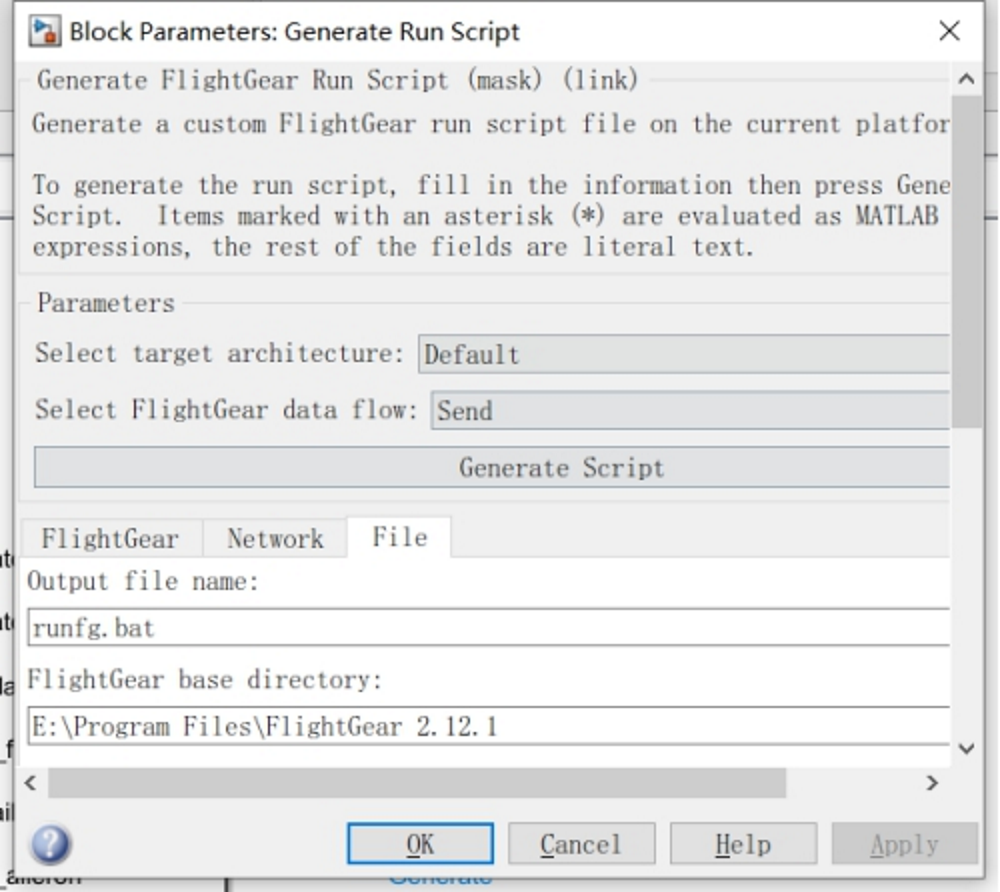 Block Parameters: Generate Run Script
Generate FlightGear Run Script (mask) (link)
Generate a custom FlightGear run script file on the current platfor
To generate the run script, fill in the information then press Gene
Script. Items marked with an asterisk (*) are evaluated as MATLAB
expressions, the rest of the fields are literal text.
Parameters
Select target architecture: Default
Select FlightGear data flow: Send
Generate Script
FlightGear Network File
Output file name:
runfg.bat
FlightGear base directory:
E:\Program Files\FlightGear 2.12.1
OK Cancel Help Apply